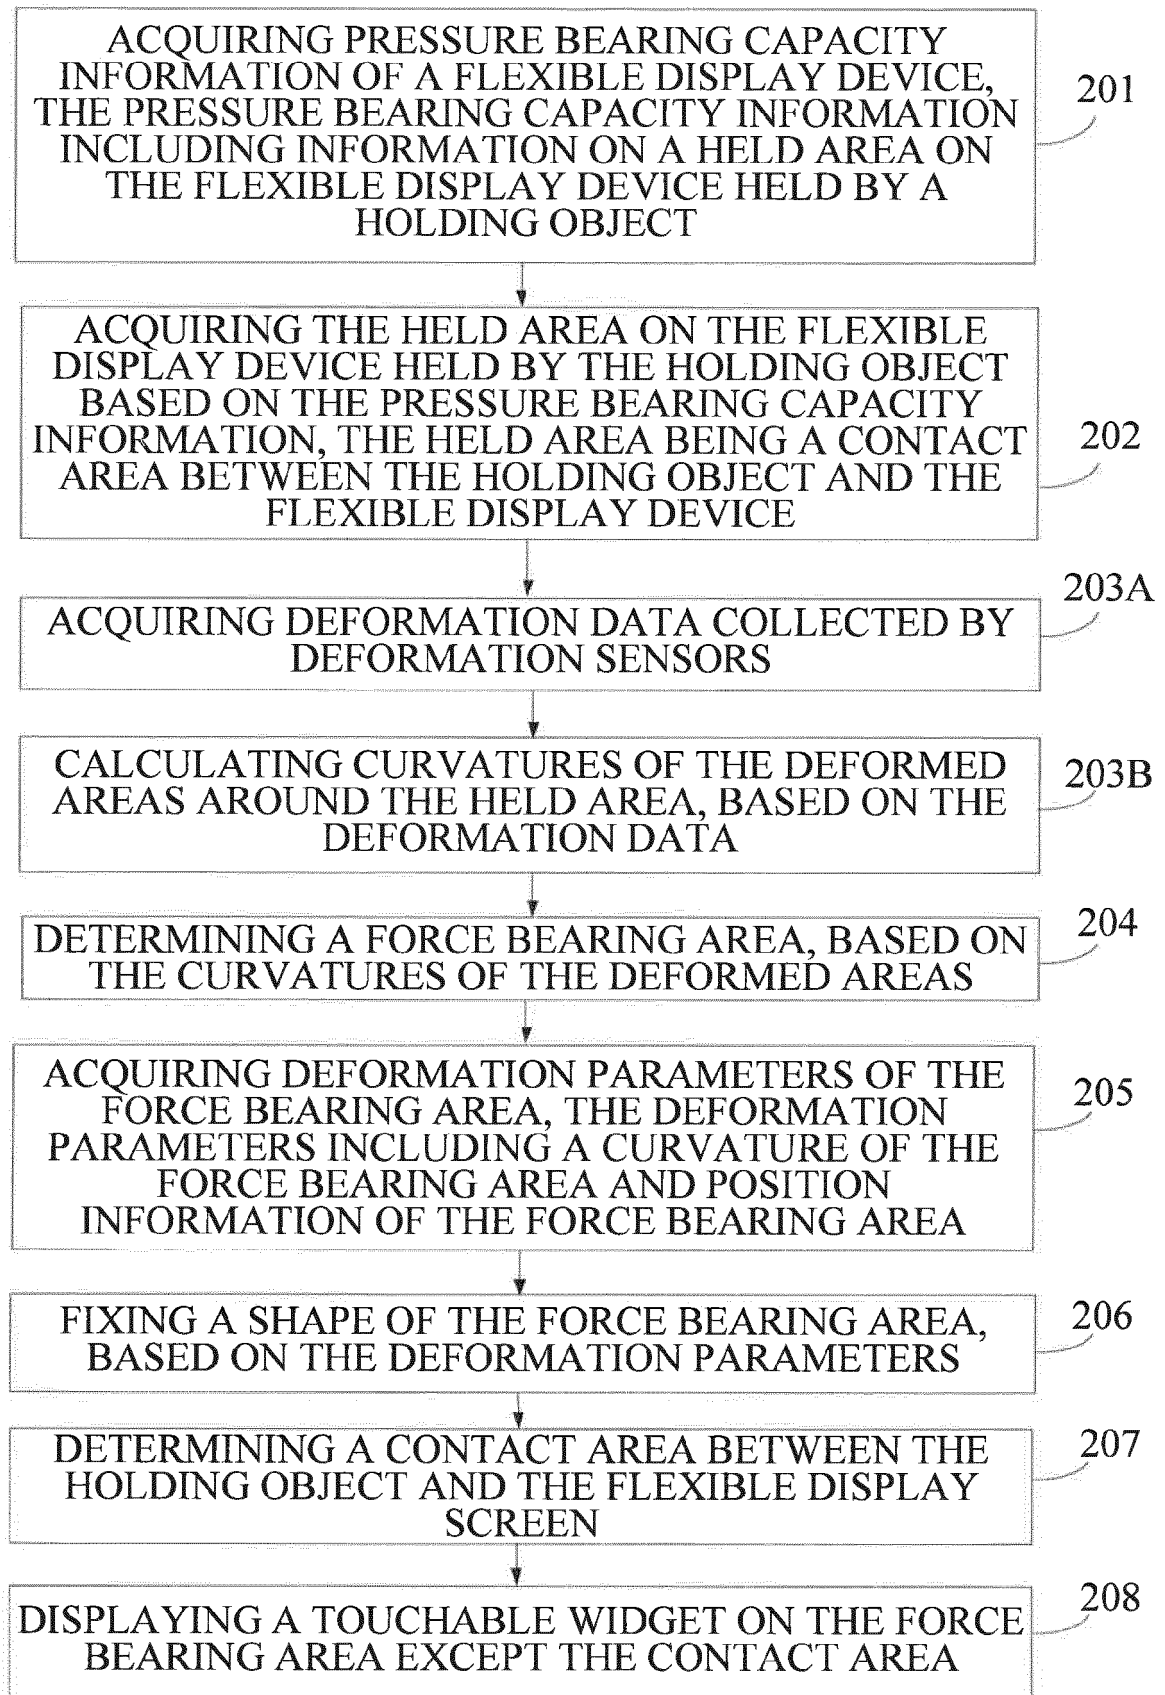 ACQUIRING PRESSURE BEARING CAPACITY
INFORMATION OF A FLEXIBLE DISPLAY DEVICE,
THE PRESSURE BEARING CAPACITY INFORMATION
INCLUDING INFORMATION ON A HELD AREA ON
THE FLEXIBLE DISPLAY DEVICE HELD BY A
HOLDING OBJECT
201
ACQUIRING THE HELD AREA ON THE FLEXIBLE
DISPLAY DEVICE HELD BY THE HOLDING OBJECT
BASED ON THE PRESSURE BEARING CAPACITY
INFORMATION, THE HELD AREA BEING A CONTACT
AREA BETWEEN THE HOLDING OBJECT AND THE
FLEXIBLE DISPLAY DEVICE
202
ACQUIRING DEFORMATION DATA COLLECTED BY
DEFORMATION SENSORS
203A
CALCULATING CURVATURES OF THE DEFORMED
AREAS AROUND THE HELD AREA, BASED ON THE
DEFORMATION DATA
203B
DETERMINING A FORCE BEARING AREA, BASED ON
THE CURVATURES OF THE DEFORMED AREAS
204
ACQUIRING DEFORMATION PARAMETERS OF THE
FORCE BEARING AREA, THE DEFORMATION
PARAMETERS INCLUDING A CURVATURE OF THE
FORCE BEARING AREA AND POSITION
INFORMATION OF THE FORCE BEARING AREA
205
FIXING A SHAPE OF THE FORCE BEARING AREA,
BASED ON THE DEFORMATION PARAMETERS
206
DETERMINING A CONTACT AREA BETWEEN THE
HOLDING OBJECT AND THE FLEXIBLE DISPLAY
SCREEN
207
DISPLAYING A TOUCHABLE WIDGET ON THE FORCE
BEARING AREA EXCEPT THE CONTACT AREA
208